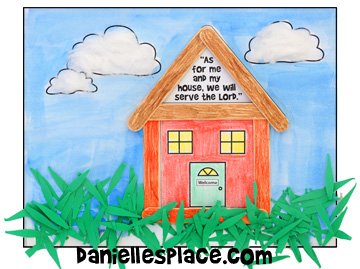 "As
for me
and my
house, we will
serve the Lord."
Welcome
DaniellesPlace.com